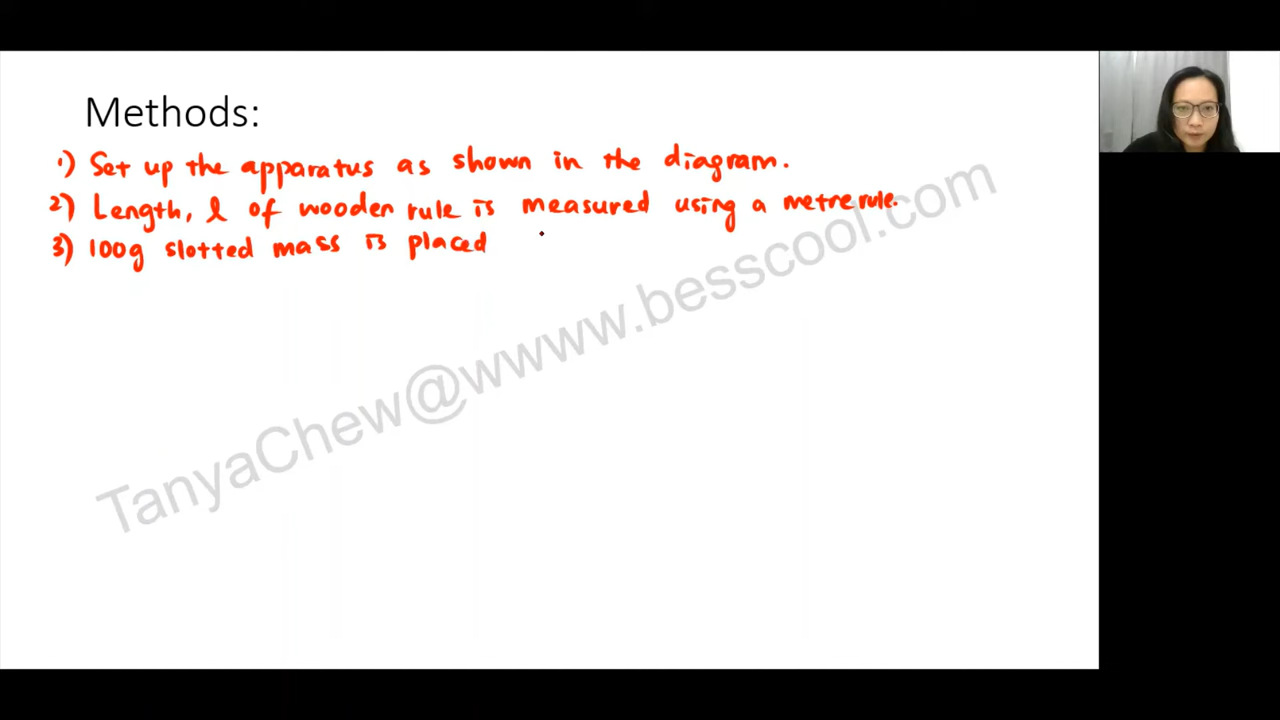 Methods:
1) Set up the apparatus as shown in the diagram.
2) Length, l of wooden rule is measured using a metre rule.
3) 100g slotted mass is placed
TanyaChew@wwww.besscool.com